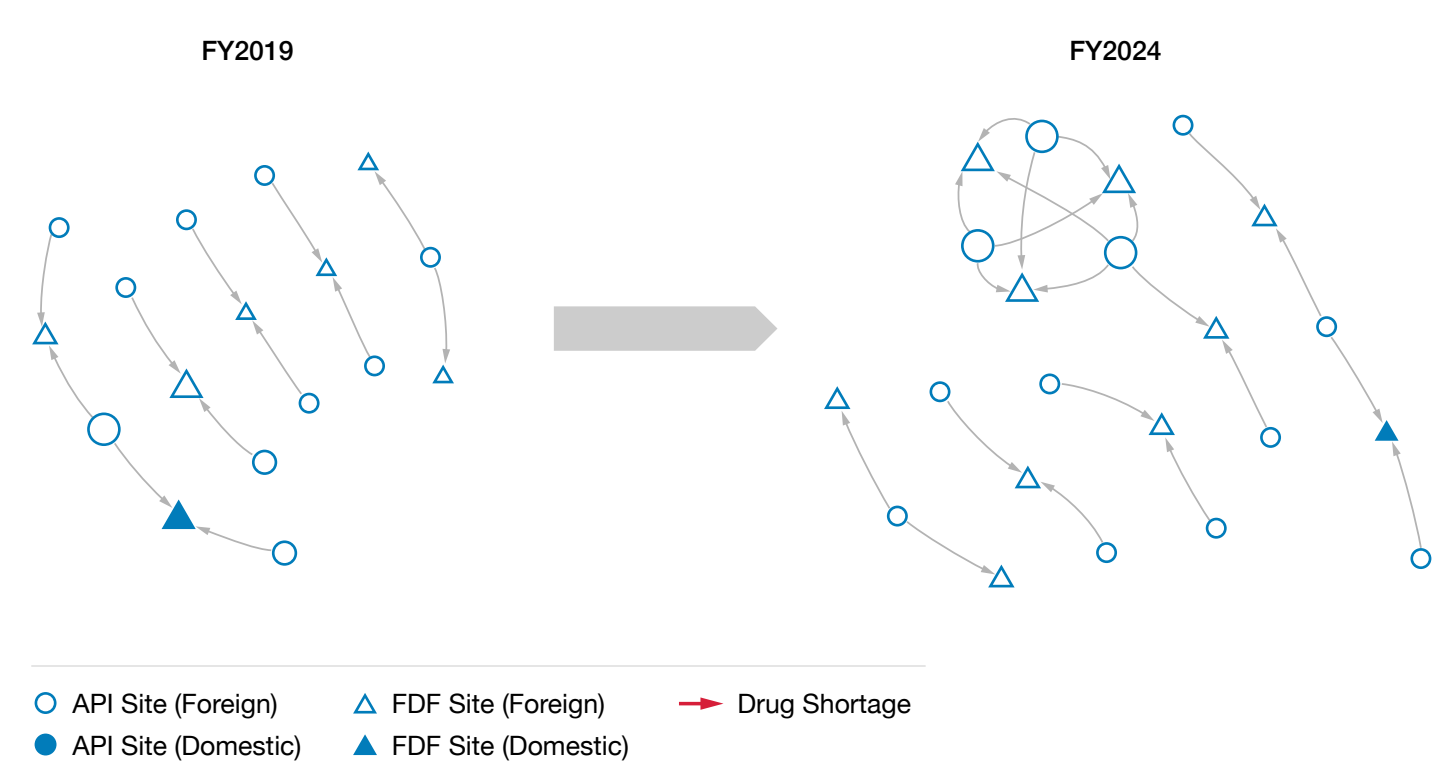 FY2019
FY2024
API Site (Foreign)
FDF Site (Foreign)
Drug Shortage
API Site (Domestic)
FDF Site (Domestic)